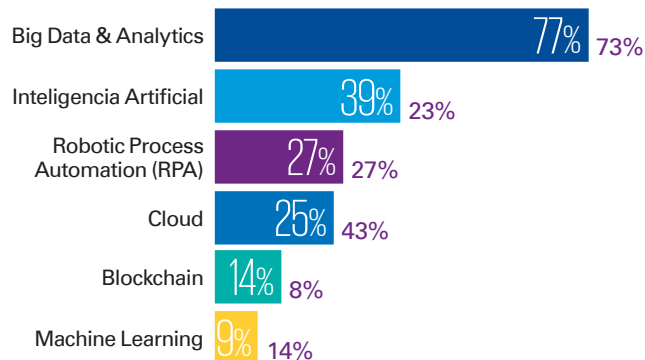 Big Data & Analytics 77% 73%
Inteligencia Artificial 39% 23%
Robotic Process
Automation (RPA) 27% 27%
Cloud 25% 43%
Blockchain 14% 8%
Machine Learning 9% 14%